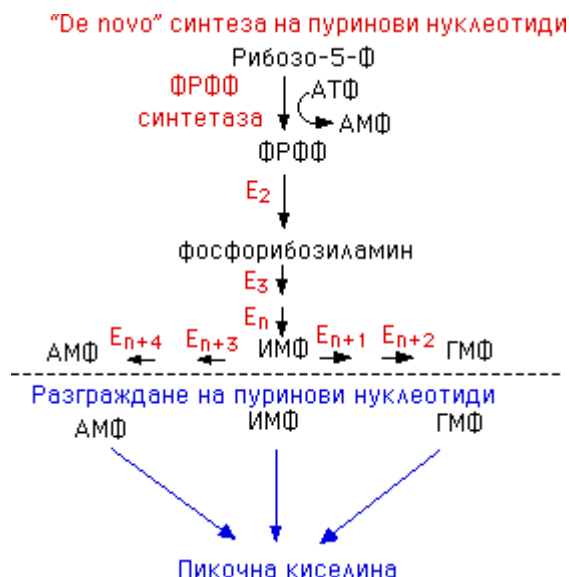 “De novo” синтеза на пуринови нуклеотиди
Рибозо-5-Ф
ФРФФ
синтетаза
АТФ
АМФ
ФРФФ
E2
фосфорибозиламин
E3
En
АМФ En+4 En+3 ИМФ En+1 En+2 ГМФ
Разграждане на пуринови нуклеотиди
АМФ ИМФ ГМФ
Пикочна киселина